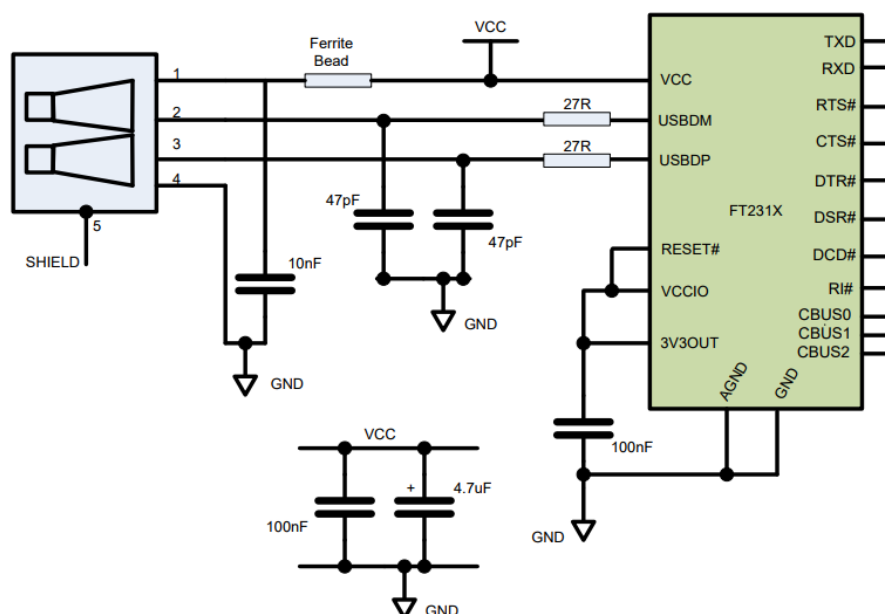 VCC
Ferrite
Bead
1
2
3
4
5
SHIELD
27R
27R
47pF
47pF
10nF
GND
GND
VCC
USBDM
USBDP
RESET#
VCCIO
3V3OUT
FT231X
AGND
GND
TXD
RXD
RTS#
CTS#
DTR#
DSR#
DCD#
RI#
CBUS0
CBUS1
CBUS2
100nF
GND
VCC
100nF
+
4.7uF
GND